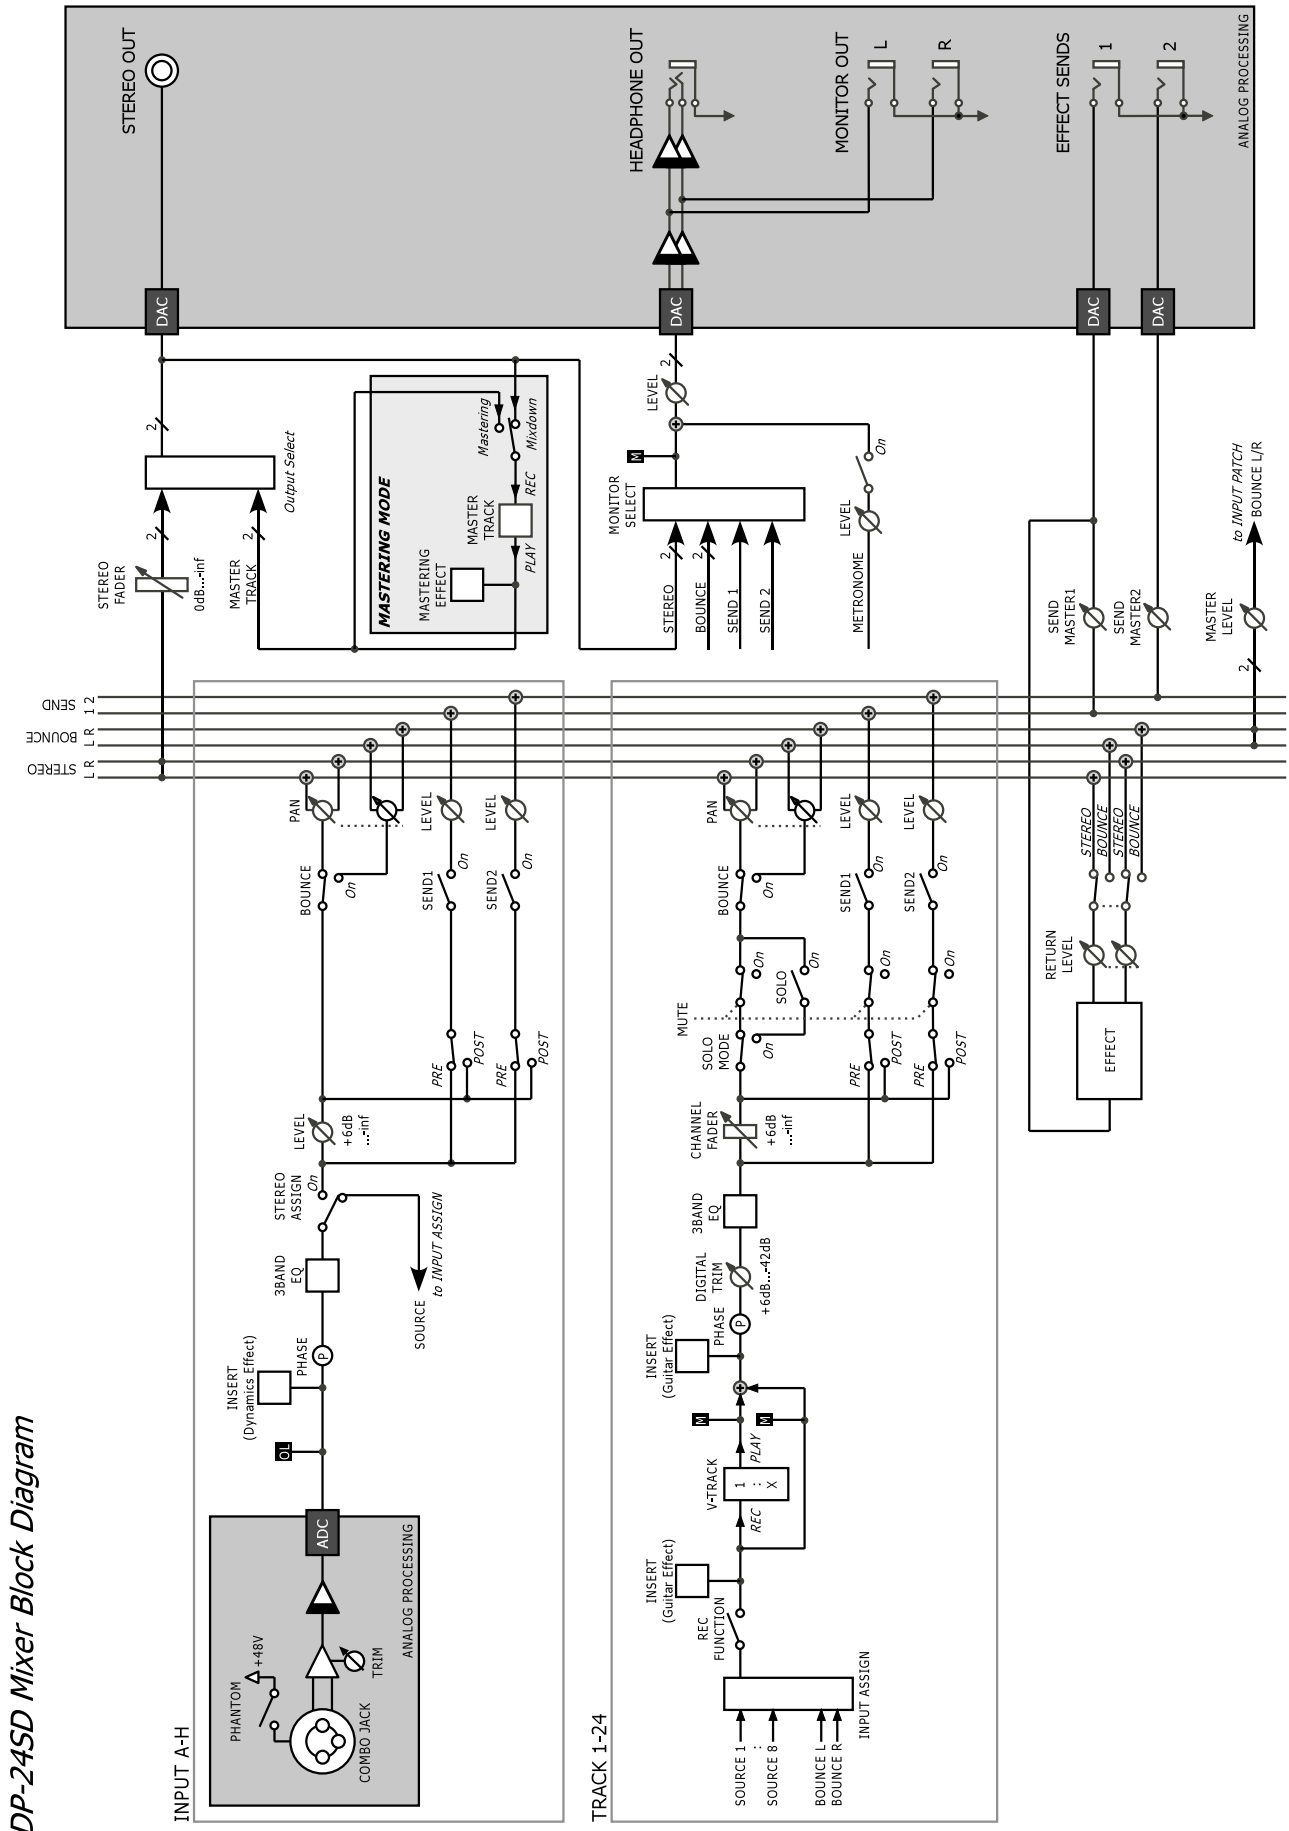 DP-24SD Mixer Block Diagram
INPUT A-H
PHANTOM
+48V
COMBO JACK
TRIM
ANALOG PROCESSING
ADC
OL
INSERT
(Dynamics Effect)
PHASE
P
3BAND
EQ
STEREO
ASSIGN
On
SOURCE
to INPUT ASSIGN
LEVEL
+6dB
...-inf
PRE
POST
PRE
POST
BOUNCE
On
SEND1
On
SEND2
On
PAN
LEVEL
LEVEL
STEREO
L R
BOUNCE
L R
SEND
1 2
STEREO
FADER
0dB...-inf
2
MASTER
TRACK
2
Output Select
2
DAC
STEREO OUT
MASTERING MODE
MASTERING
EFFECT
MASTER
TRACK
PLAY
REC
Mastering
Mixdown
TRACK 1-24
SOURCE 1
:
SOURCE 8
BOUNCE L
BOUNCE R
INPUT ASSIGN
REC
FUNCTION
INSERT
(Guitar Effect)
V-TRACK
1
:
X
REC
PLAY
M
M
INSERT
(Guitar Effect)
PHASE
P
DIGITAL
TRIM
+6dB...-42dB
3BAND
EQ
CHANNEL
FADER
+6dB
...-inf
SOLO
MODE
On
MUTE
SOLO
On
On
PRE
POST
On
PRE
POST
On
BOUNCE
On
SEND1
On
SEND2
On
PAN
LEVEL
LEVEL
STEREO
2
BOUNCE
2
SEND 1
SEND 2
MONITOR
SELECT
M
METRONOME
LEVEL
On
LEVEL
2
DAC
HEADPHONE OUT
MONITOR OUT
L
R
EFFECT
RETURN
LEVEL
STEREO
BOUNCE
STEREO
BOUNCE
SEND
MASTER1
SEND
MASTER2
DAC
DAC
EFFECT SENDS
1
2
ANALOG PROCESSING
2
MASTER
LEVEL
to INPUT PATCH
BOUNCE L/R